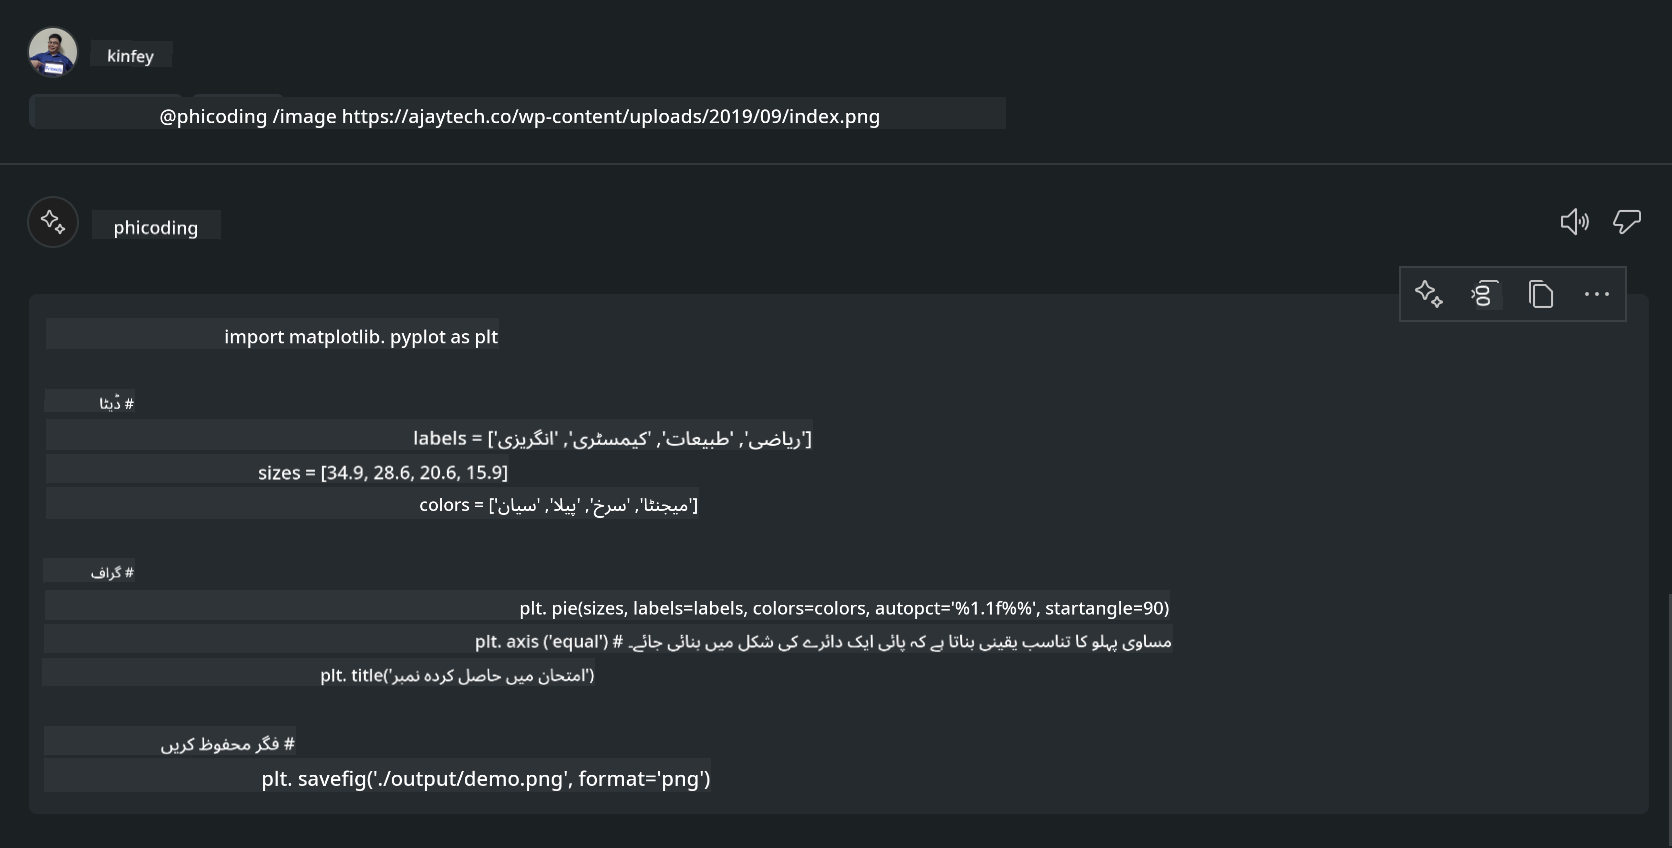 kinfey
@phicoding /image https://ajaytech.co/wp-content/uploads/2019/09/index.png
phicoding
import matplotlib. pyplot as plt
# ڈیٹا
labels = ['ریاضی', 'طبیعات', 'کیمسٹری', 'انگریزی']
sizes = [34.9, 28.6, 20.6, 15.9]
colors = ['میجنٹا', 'سرخ', 'پیلا', 'سیان']
# گراف
plt. pie(sizes, labels=labels, colors=colors, autopct='%1.1f%%', startangle=90)
plt. axis ('equal') # مساوی پہلو کا تناسب یقینی بناتا ہے کہ پائی ایک دائرے کی شکل میں بنائی جائے۔
plt. title('امتحان میں حاصل کردہ نمبر')
# فگر محفوظ کریں
plt. savefig('./output/demo.png', format='png')